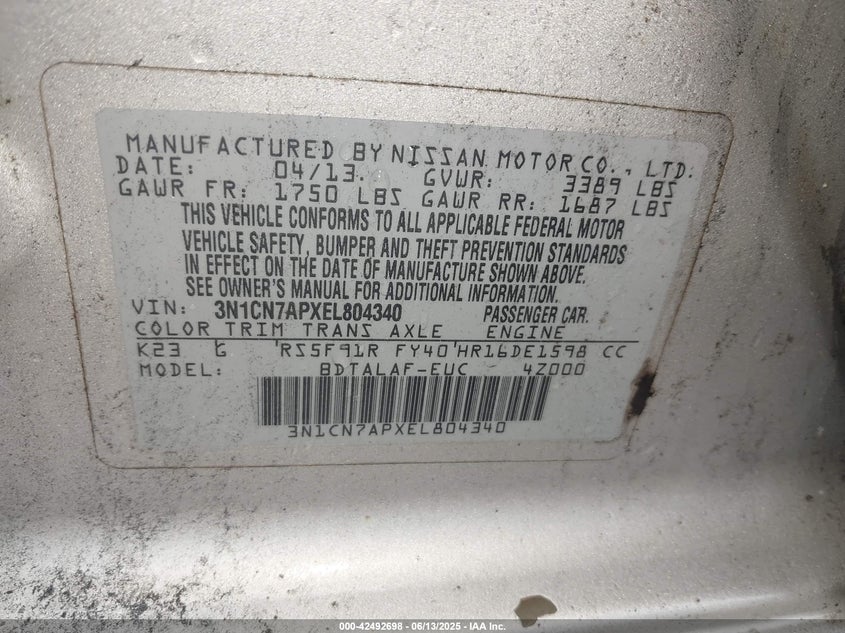 MANUFACTURED BY NISSAN MOTOR CO., LTD.
DATE: 04/13. GVWR: 3389 LBS
GAWR FR: 1750 LBS GAWR RR: 1687 LBS
THIS VEHICLE CONFORMS TO ALL APPLICABLE FEDERAL MOTOR
VEHICLE SAFETY, BUMPER AND THEFT PREVENTION STANDARDS
IN EFFECT ON THE DATE OF MANUFACTURE SHOWN ABOVE.
SEE OWNER'S MANUAL FOR ADDITIONAL INFORMATION.
VIN: 3N1CN7APXEL804340 PASSENGER CAR.
COLOR TRIM TRANS AXLE ENGINE
K23 G 'RS5F91R FY40'HR16DE1598 CC
MODEL: BDTALAF-EUC 4Z000
3N1CN7APXEL804340
000-42492698 - 06/13/2025 - IAA Inc.